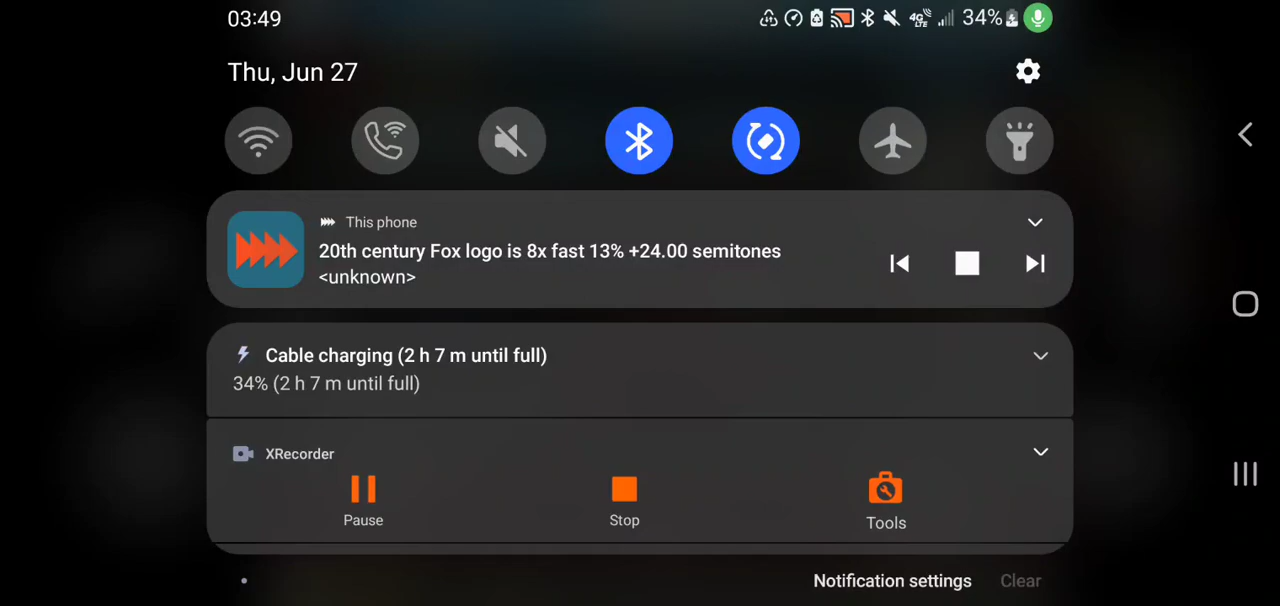 03:49
4G LTE 34%
Thu, Jun 27
This phone
20th century Fox logo is 8x fast 13% +24.00 semitones
<unknown>
Cable charging (2 h 7 m until full)
34% (2 h 7 m until full)
XRecorder
Pause Stop Tools
Notification settings Clear